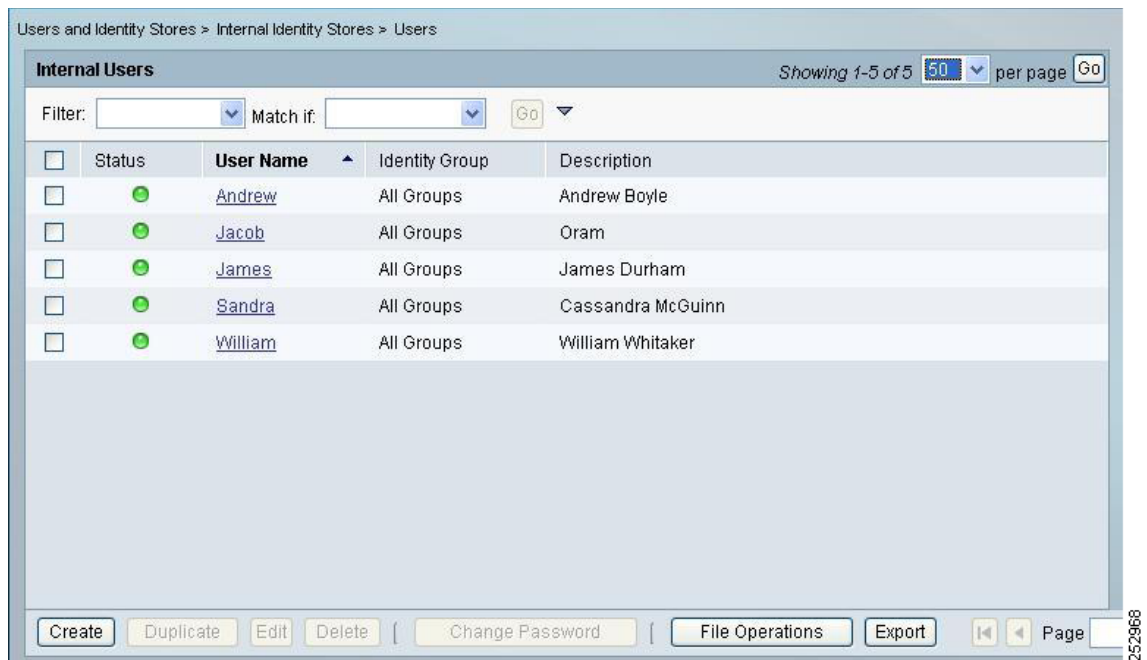 Users and Identity Stores > Internal Identity Stores > Users
Internal Users Showing 1-5 of 5 50 per page Go
Filter: Match if: Go
Status User Name Identity Group Description
Andrew All Groups Andrew Boyle
Jacob All Groups Oram
James All Groups James Durham
Sandra All Groups Cassandra McGuinn
William All Groups William Whitaker
Create Duplicate Edit Delete | Change Password | File Operations Export Page
252968